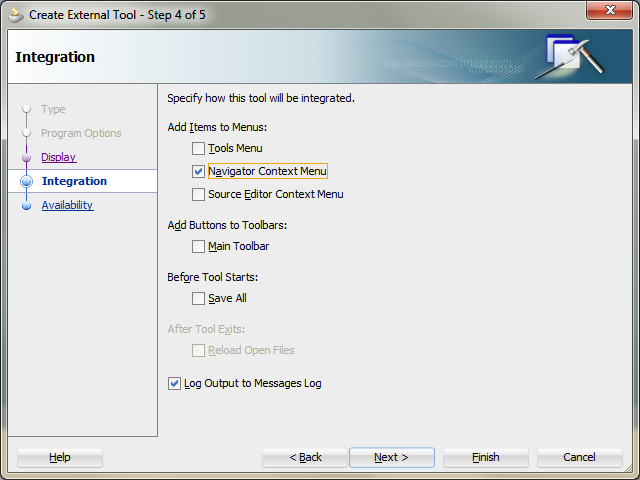 Create External Tool - Step 4 of 5
Integration
010101010101010101010101010101
0101010101010
Type
Program Options
Display
Integration
Availability
Specify how this tool will be integrated.
Add Items to Menus:
Tools Menu
Navigator Context Menu
Source Editor Context Menu
Add Buttons to Toolbars:
Main Toolbar
Before Tool Starts:
Save All
After Tool Exits:
Reload Open Files
Log Output to Messages Log
Help
< Back
Next >
Finish
Cancel